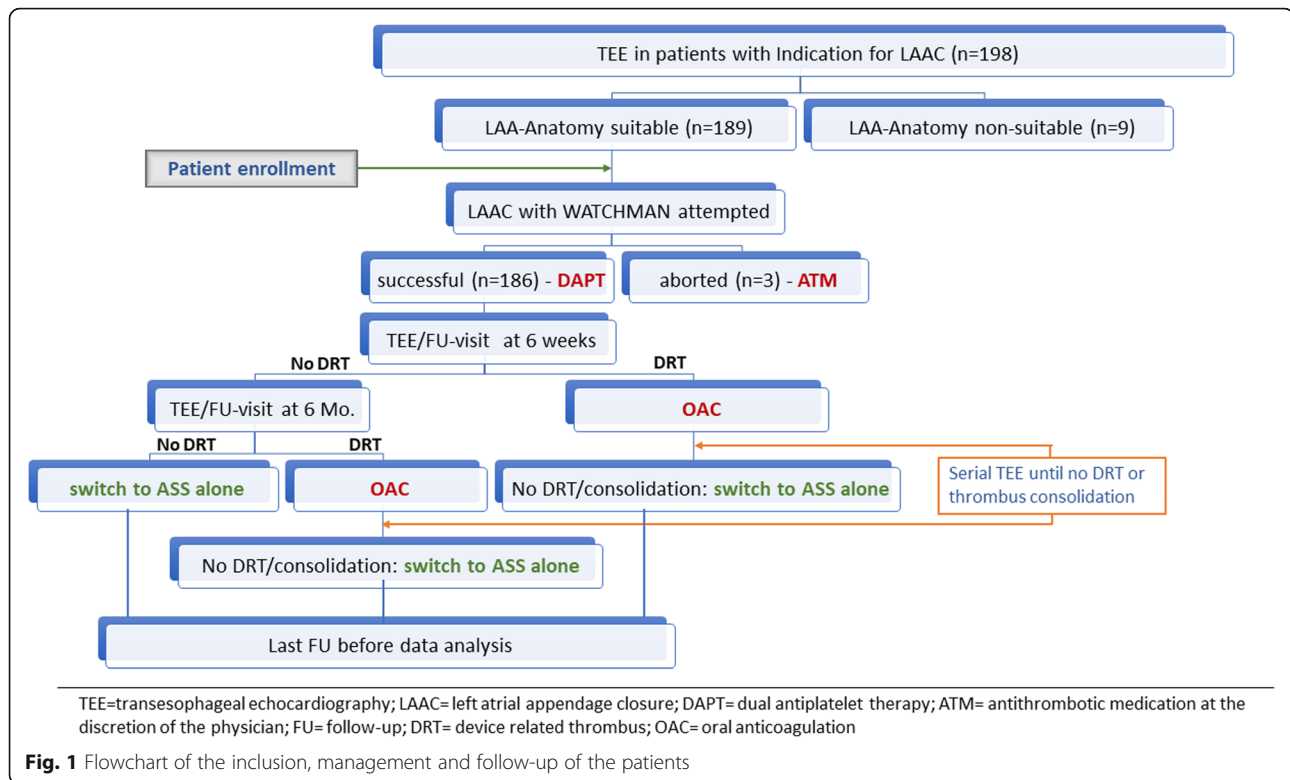 TEE in patients with Indication for LAAC (n=198)
LAA-Anatomy suitable (n=189)
LAA-Anatomy non-suitable (n=9)
Patient enrollment
LAAC with WATCHMAN attempted
successful (n=186) - DAPT
aborted (n=3) - ATM
TEE/FU-visit at 6 weeks
No DRT
DRT
TEE/FU-visit at 6 Mo.
OAC
No DRT
DRT
switch to ASS alone
OAC
No DRT/consolidation: switch to ASS alone
Serial TEE until no DRT or
thrombus consolidation
No DRT/consolidation: switch to ASS alone
Last FU before data analysis
TEE=transesophageal echocardiography; LAAC= left atrial appendage closure; DAPT= dual antiplatelet therapy; ATM= antithrombotic medication at the
discretion of the physician; FU= follow-up; DRT= device related thrombus; OAC= oral anticoagulation
Fig. 1 Flowchart of the inclusion, management and follow-up of the patients